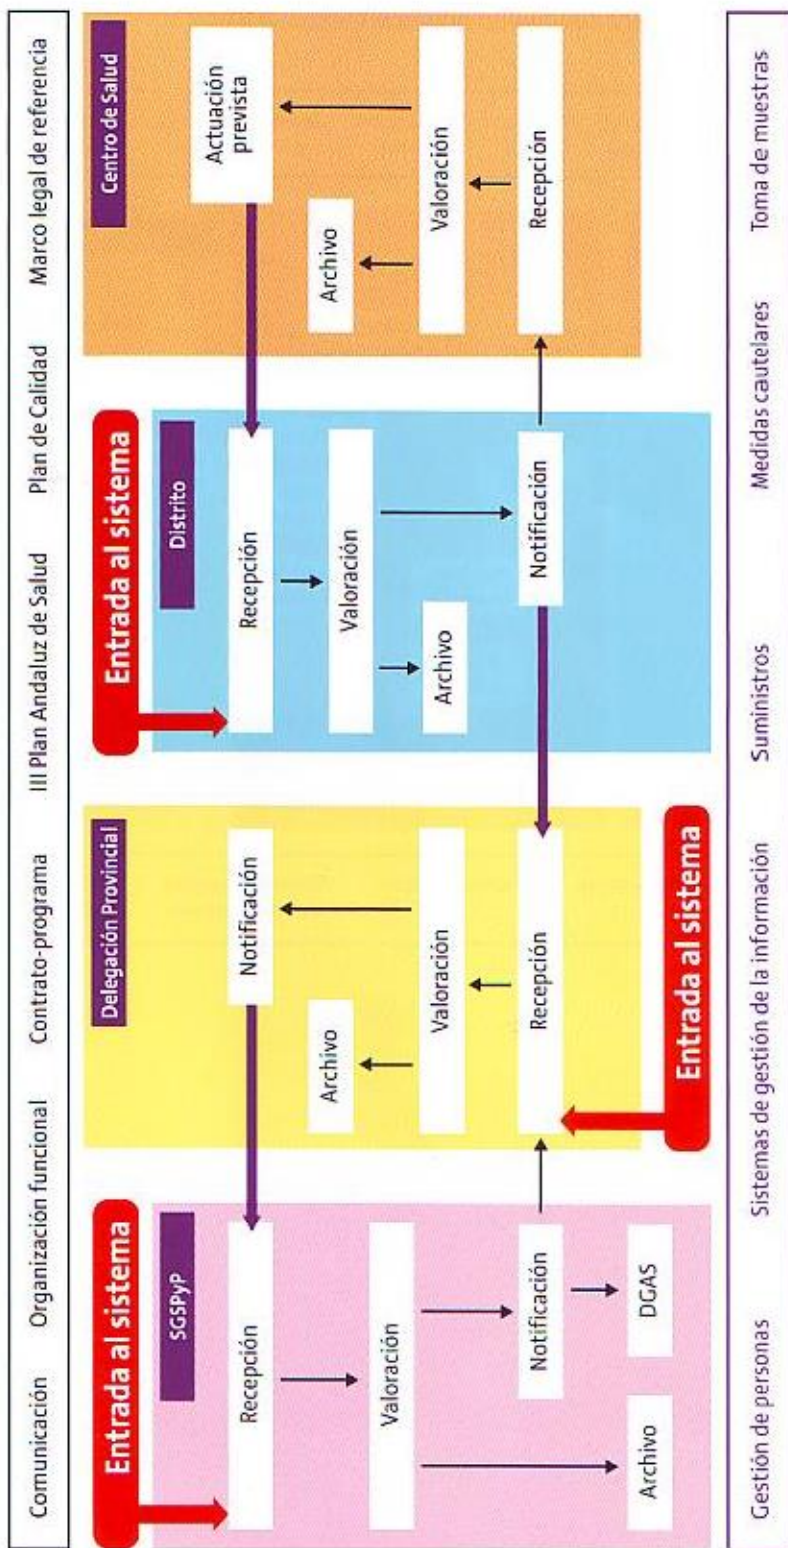 Comunicación Organización funcional Contrato-programa III Plan Andaluz de Salud Plan de Calidad Marco legal de referencia
Entrada al sistema
SGSPyP
Recepción
Valoración
Notificación
Archivo
DGAS
Delegación Provincial
Notificación
Archivo
Valoración
Recepción
Entrada al sistema
Entrada al sistema
Distrito
Recepción
Valoración
Archivo
Notificación
Centro de Salud
Actuación
prevista
Archivo
Valoración
Recepción
Gestión de personas Sistemas de gestión de la información Suministros Medidas cautelares Toma de muestras